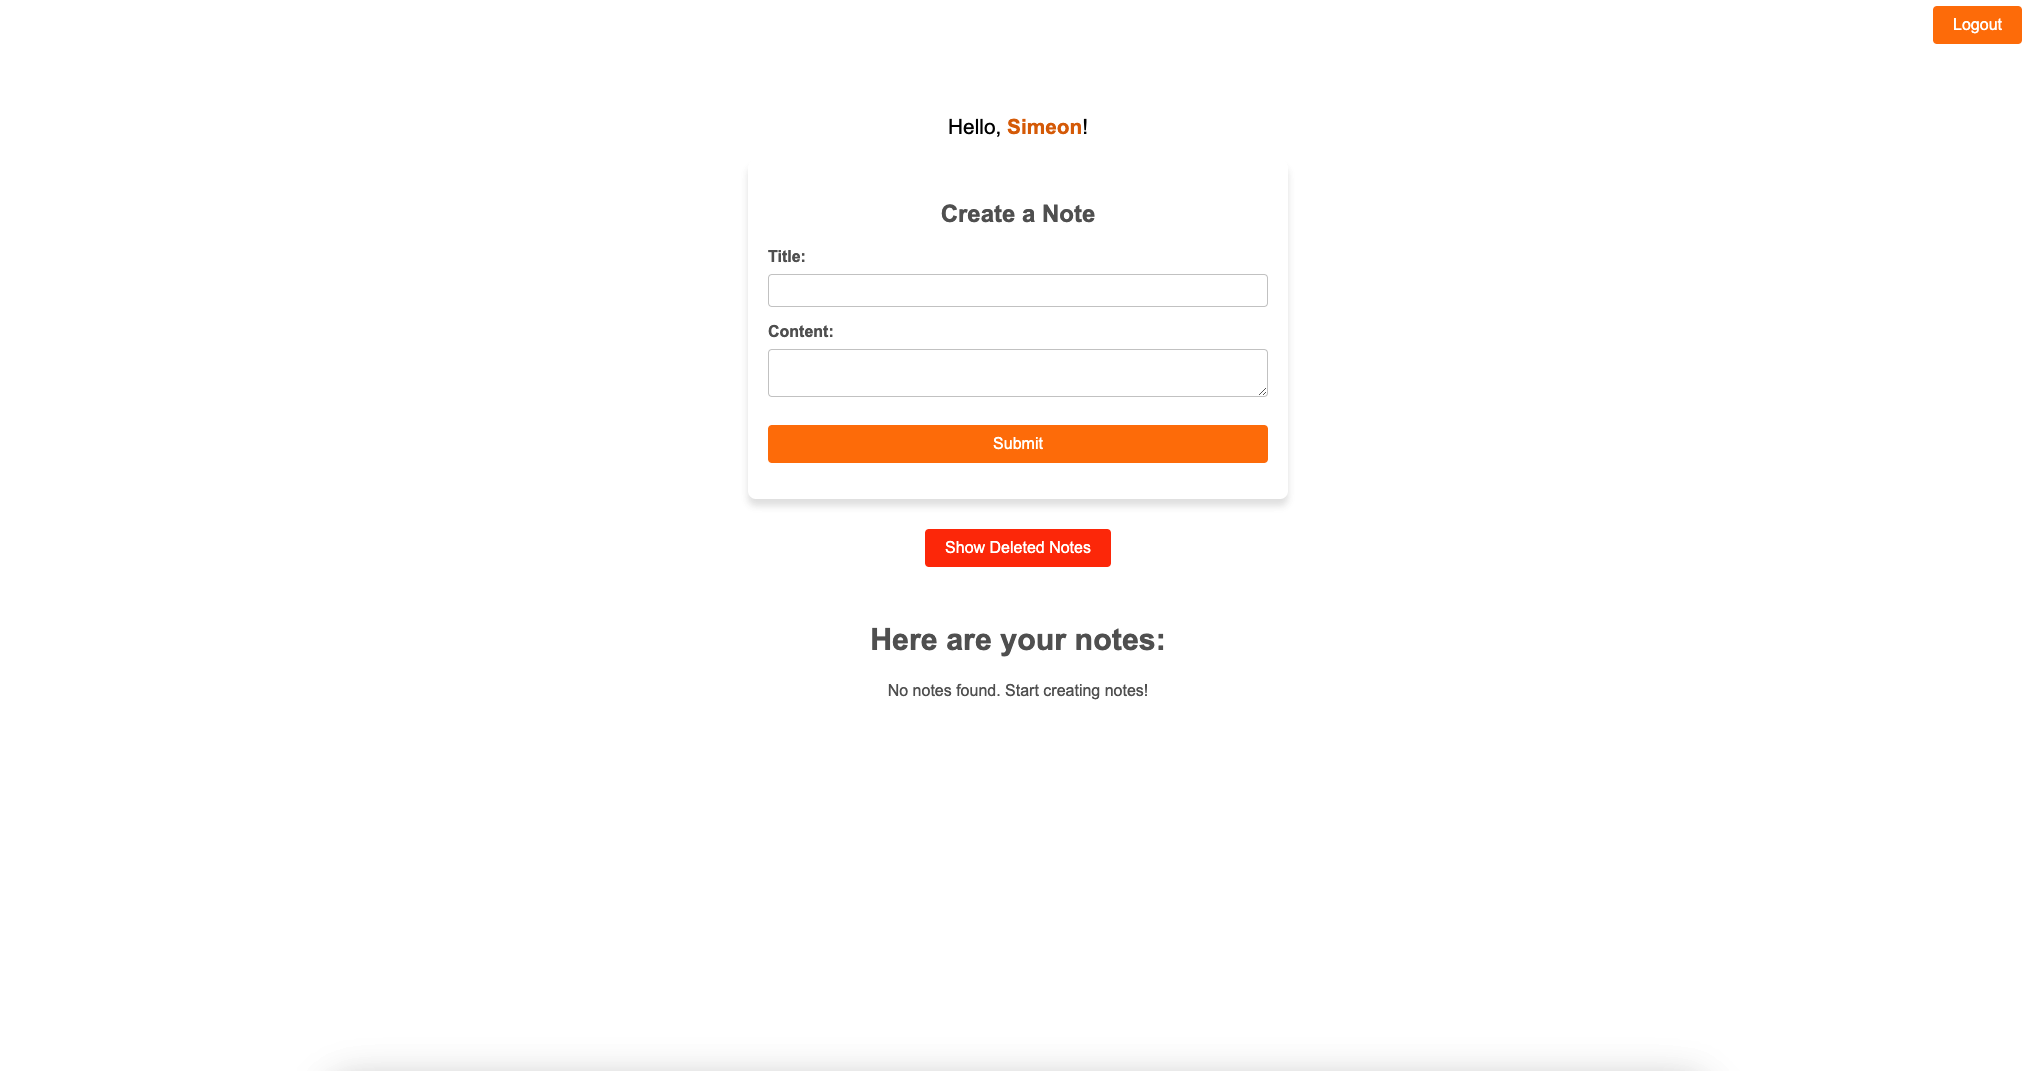 Logout
Hello, Simeon!
Create a Note
Title:
Content:
Submit
Show Deleted Notes
Here are your notes:
No notes found. Start creating notes!